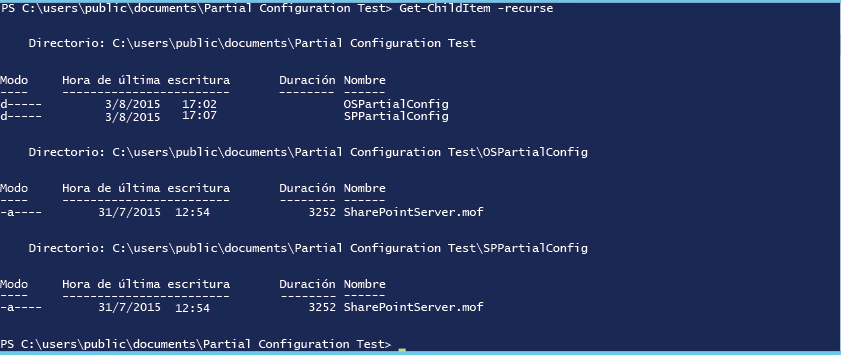 PS C:\users\public\documents\Partial Configuration Test> Get-ChildItem -recurse
Directorio: C:\users\public\documents\Partial Configuration Test
Modo Hora de última escritura Duración Nombre
---- ------------------------ -------- ------
d----- 3/8/2015 17:02 OSPartialConfig
d----- 3/8/2015 17:07 SPPartialConfig
Directorio: C:\users\public\documents\Partial Configuration Test\OSPartialConfig
Modo Hora de última escritura Duración Nombre
---- ------------------------ -------- ------
-a---- 31/7/2015 12:54 3252 SharePointServer.mof
Directorio: C:\users\public\documents\Partial Configuration Test\SPPartialConfig
Modo Hora de última escritura Duración Nombre
---- ------------------------ -------- ------
-a---- 31/7/2015 12:54 3252 SharePointServer.mof
PS C:\users\public\documents\Partial Configuration Test> _